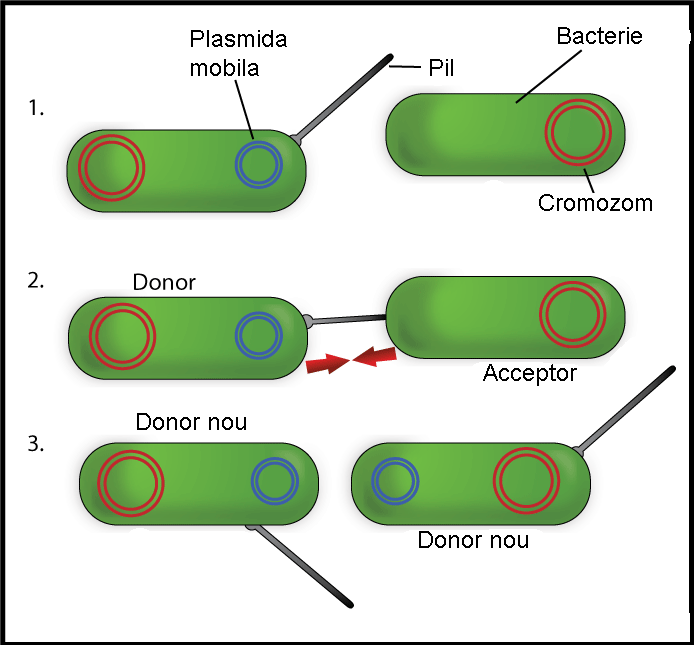 Plasmida
mobila
Pil
Bacterie
1.
Cromozom
2.
Donor
Acceptor
Donor nou
3.
Donor nou